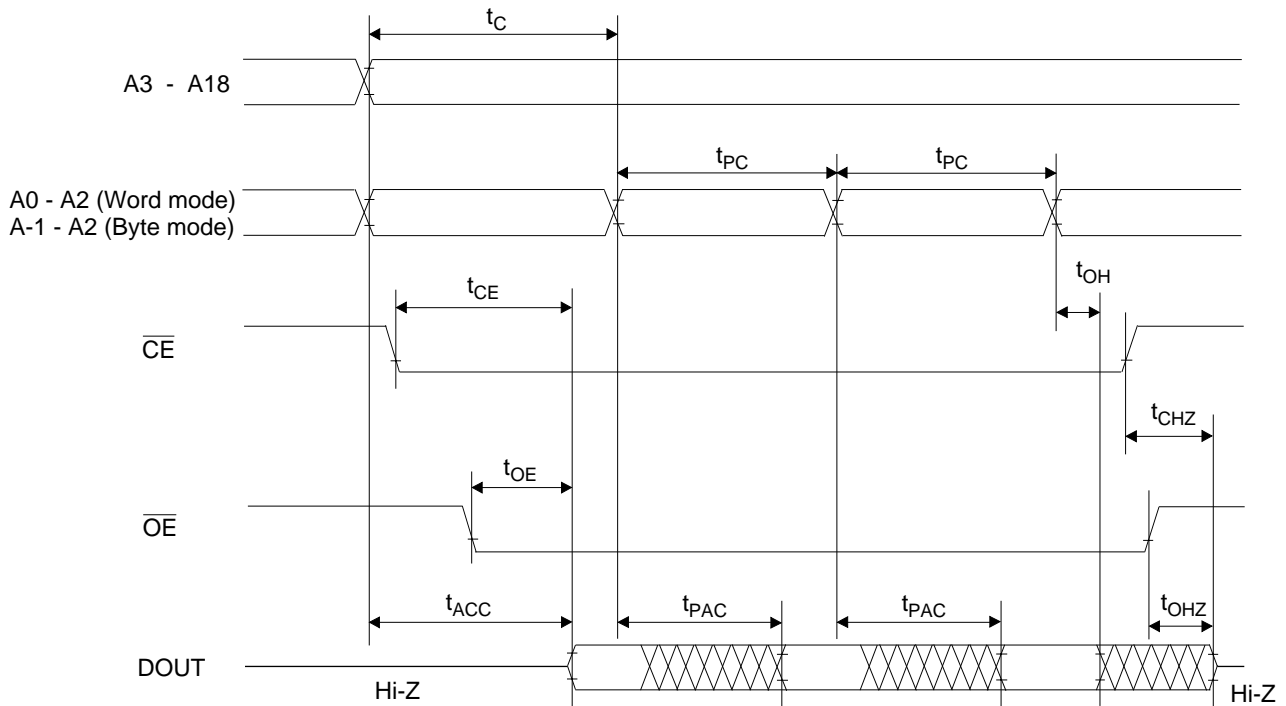 tC
A3 - A18
tPC
tPC
A0 - A2 (Word mode)
A-1 - A2 (Byte mode)
tOH
tCE
CE
tCHZ
tOE
OE
tACC
tPAC
tPAC
tOHZ
DOUT
Hi-Z
Hi-Z